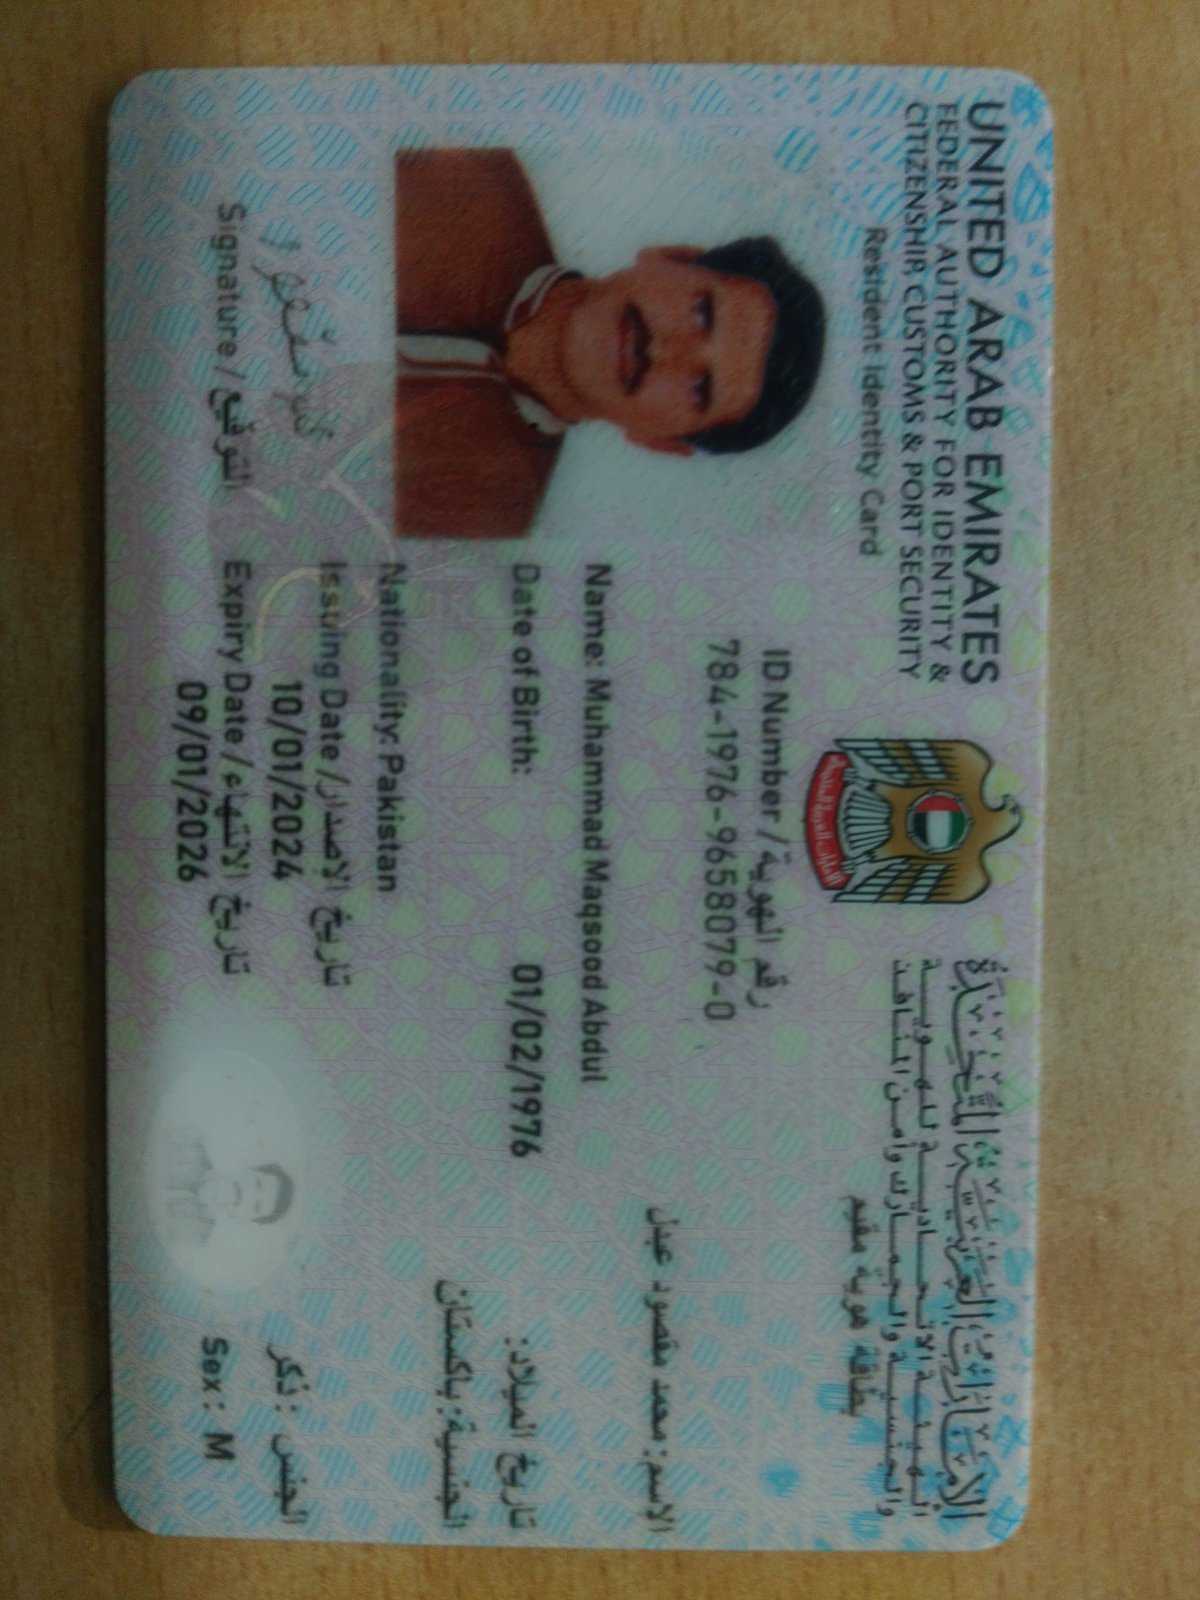 UNITED ARAB EMIRATES
FEDERAL AUTHORITY FOR IDENTITY &
CITIZENSHIP, CUSTOMS & PORT SECURITY
Resident Identity Card
الإمارات العربية المتحدة
الهيئة الاتحادية للهوية
والجنسية والجمارك وأمن المنافذ
بطاقة هوية مقيم
ID Number / رقم الهوية
784-1976-9658079-0
الاسم: محمد مقصود عبدل
Name: Muhammad Maqsood Abdul
Date of Birth: 01/02/1976 تاريخ الميلاد:
الجنسية: باكستان
Nationality: Pakistan
Issuing Date / تاريخ الإصدار
10/01/2024
Expiry Date / تاريخ الانتهاء
09/01/2026
Signature / التوقيع
الجنس: ذكر
Sex: M